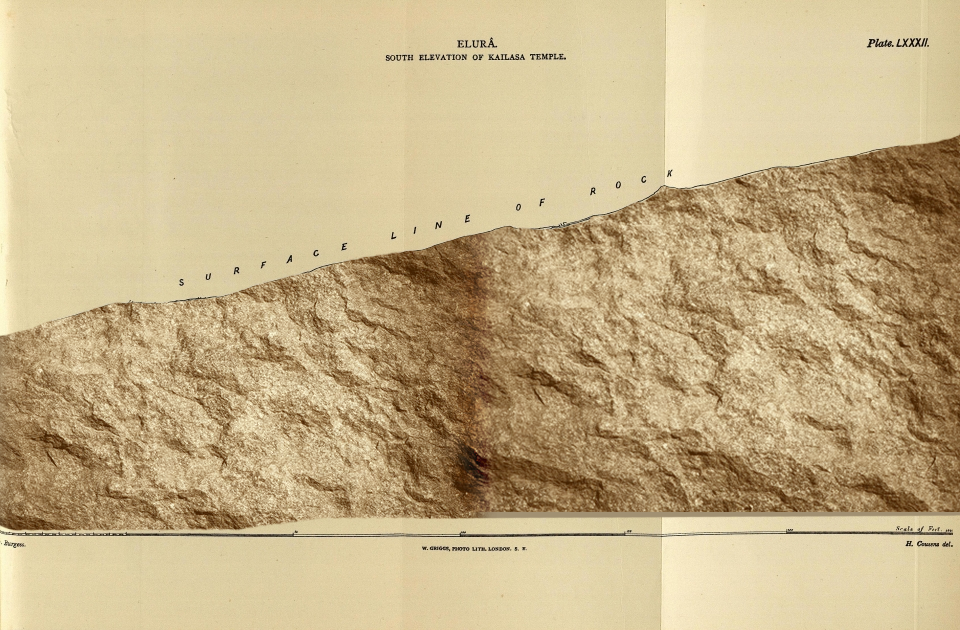 ELURÂ.
SOUTH ELEVATION OF KAILASA TEMPLE.
Plate. LXXXII.
SURFACE LINE OF ROCK
Scale of Feet.
Burgess.
W. GRIGGS, PHOTO LITH. LONDON. S. E.
H. Cousens del.